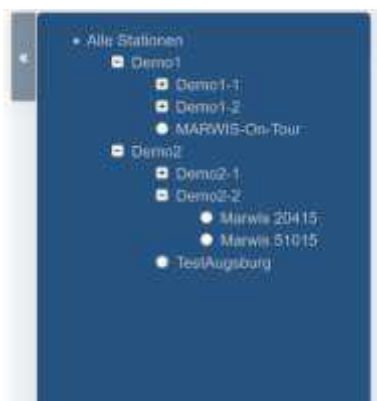 Alle Stationen
Demo1
Demo1-1
Demo1-2
MARWIS-On-Tour
Demo2
Demo2-1
Demo2-2
Marwis 20415
Marwis 51015
TestAugsburg